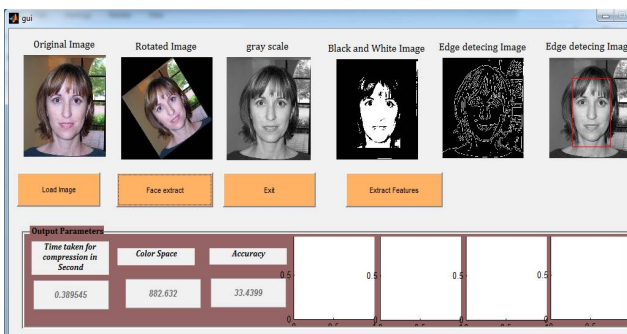 gui
Original Image
Rotated Image
gray scale
Black and White Image
Edge detecing Image
Edge detecing Imag
Load Image
Face extract
Exit
Extract Features
Output Parameters
Time taken for
compression in
Second
Color Space
Accuracy
0.389545
882.632
33.4399
0.5
0.5
0.5
0.5
0